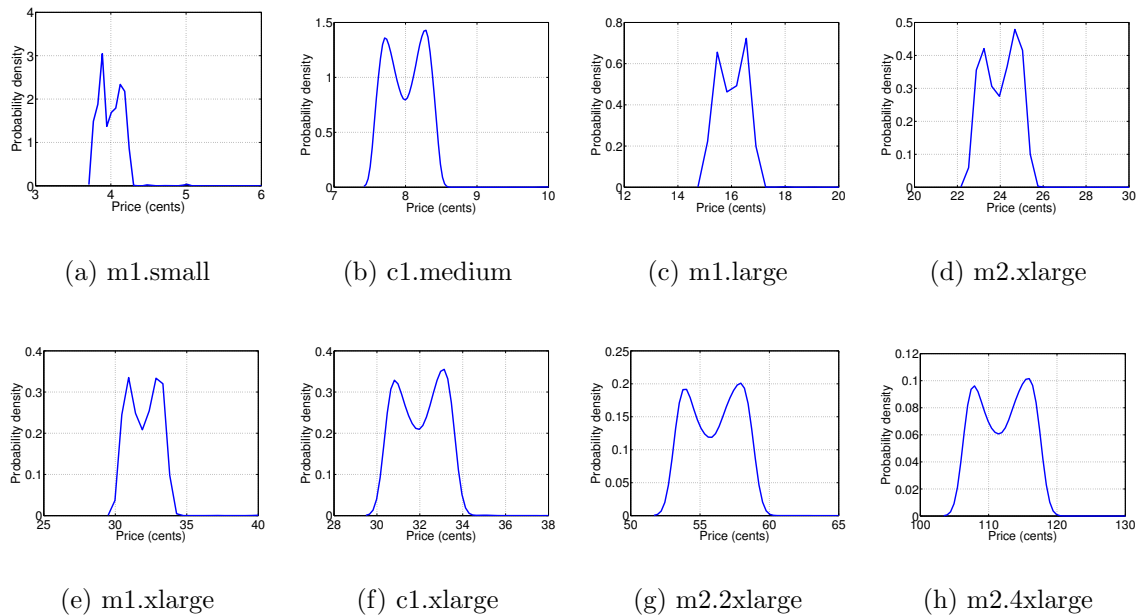 4
3
2
1
0
3 4 5 6
Probability density
Price (cents)
(a) m1.small
1.5
1
0.5
0
7 8 9 10
Probability density
Price (cents)
(b) c1.medium
0.8
0.6
0.4
0.2
0
12 14 16 18 20
Probability density
Price (cents)
(c) m1.large
0.5
0.4
0.3
0.2
0.1
0
20 22 24 26 28 30
Probability density
Price (cents)
(d) m2.xlarge
0.4
0.3
0.2
0.1
0
25 30 35 40
Probability density
Price (cents)
(e) m1.xlarge
0.4
0.3
0.2
0.1
0
28 30 32 34 36 38
Probability density
Price (cents)
(f) c1.xlarge
0.25
0.2
0.15
0.1
0.05
0
50 55 60 65
Probability density
Price (cents)
(g) m2.2xlarge
0.12
0.1
0.08
0.06
0.04
0.02
0
100 110 120 130
Probability density
Price (cents)
(h) m2.4xlarge